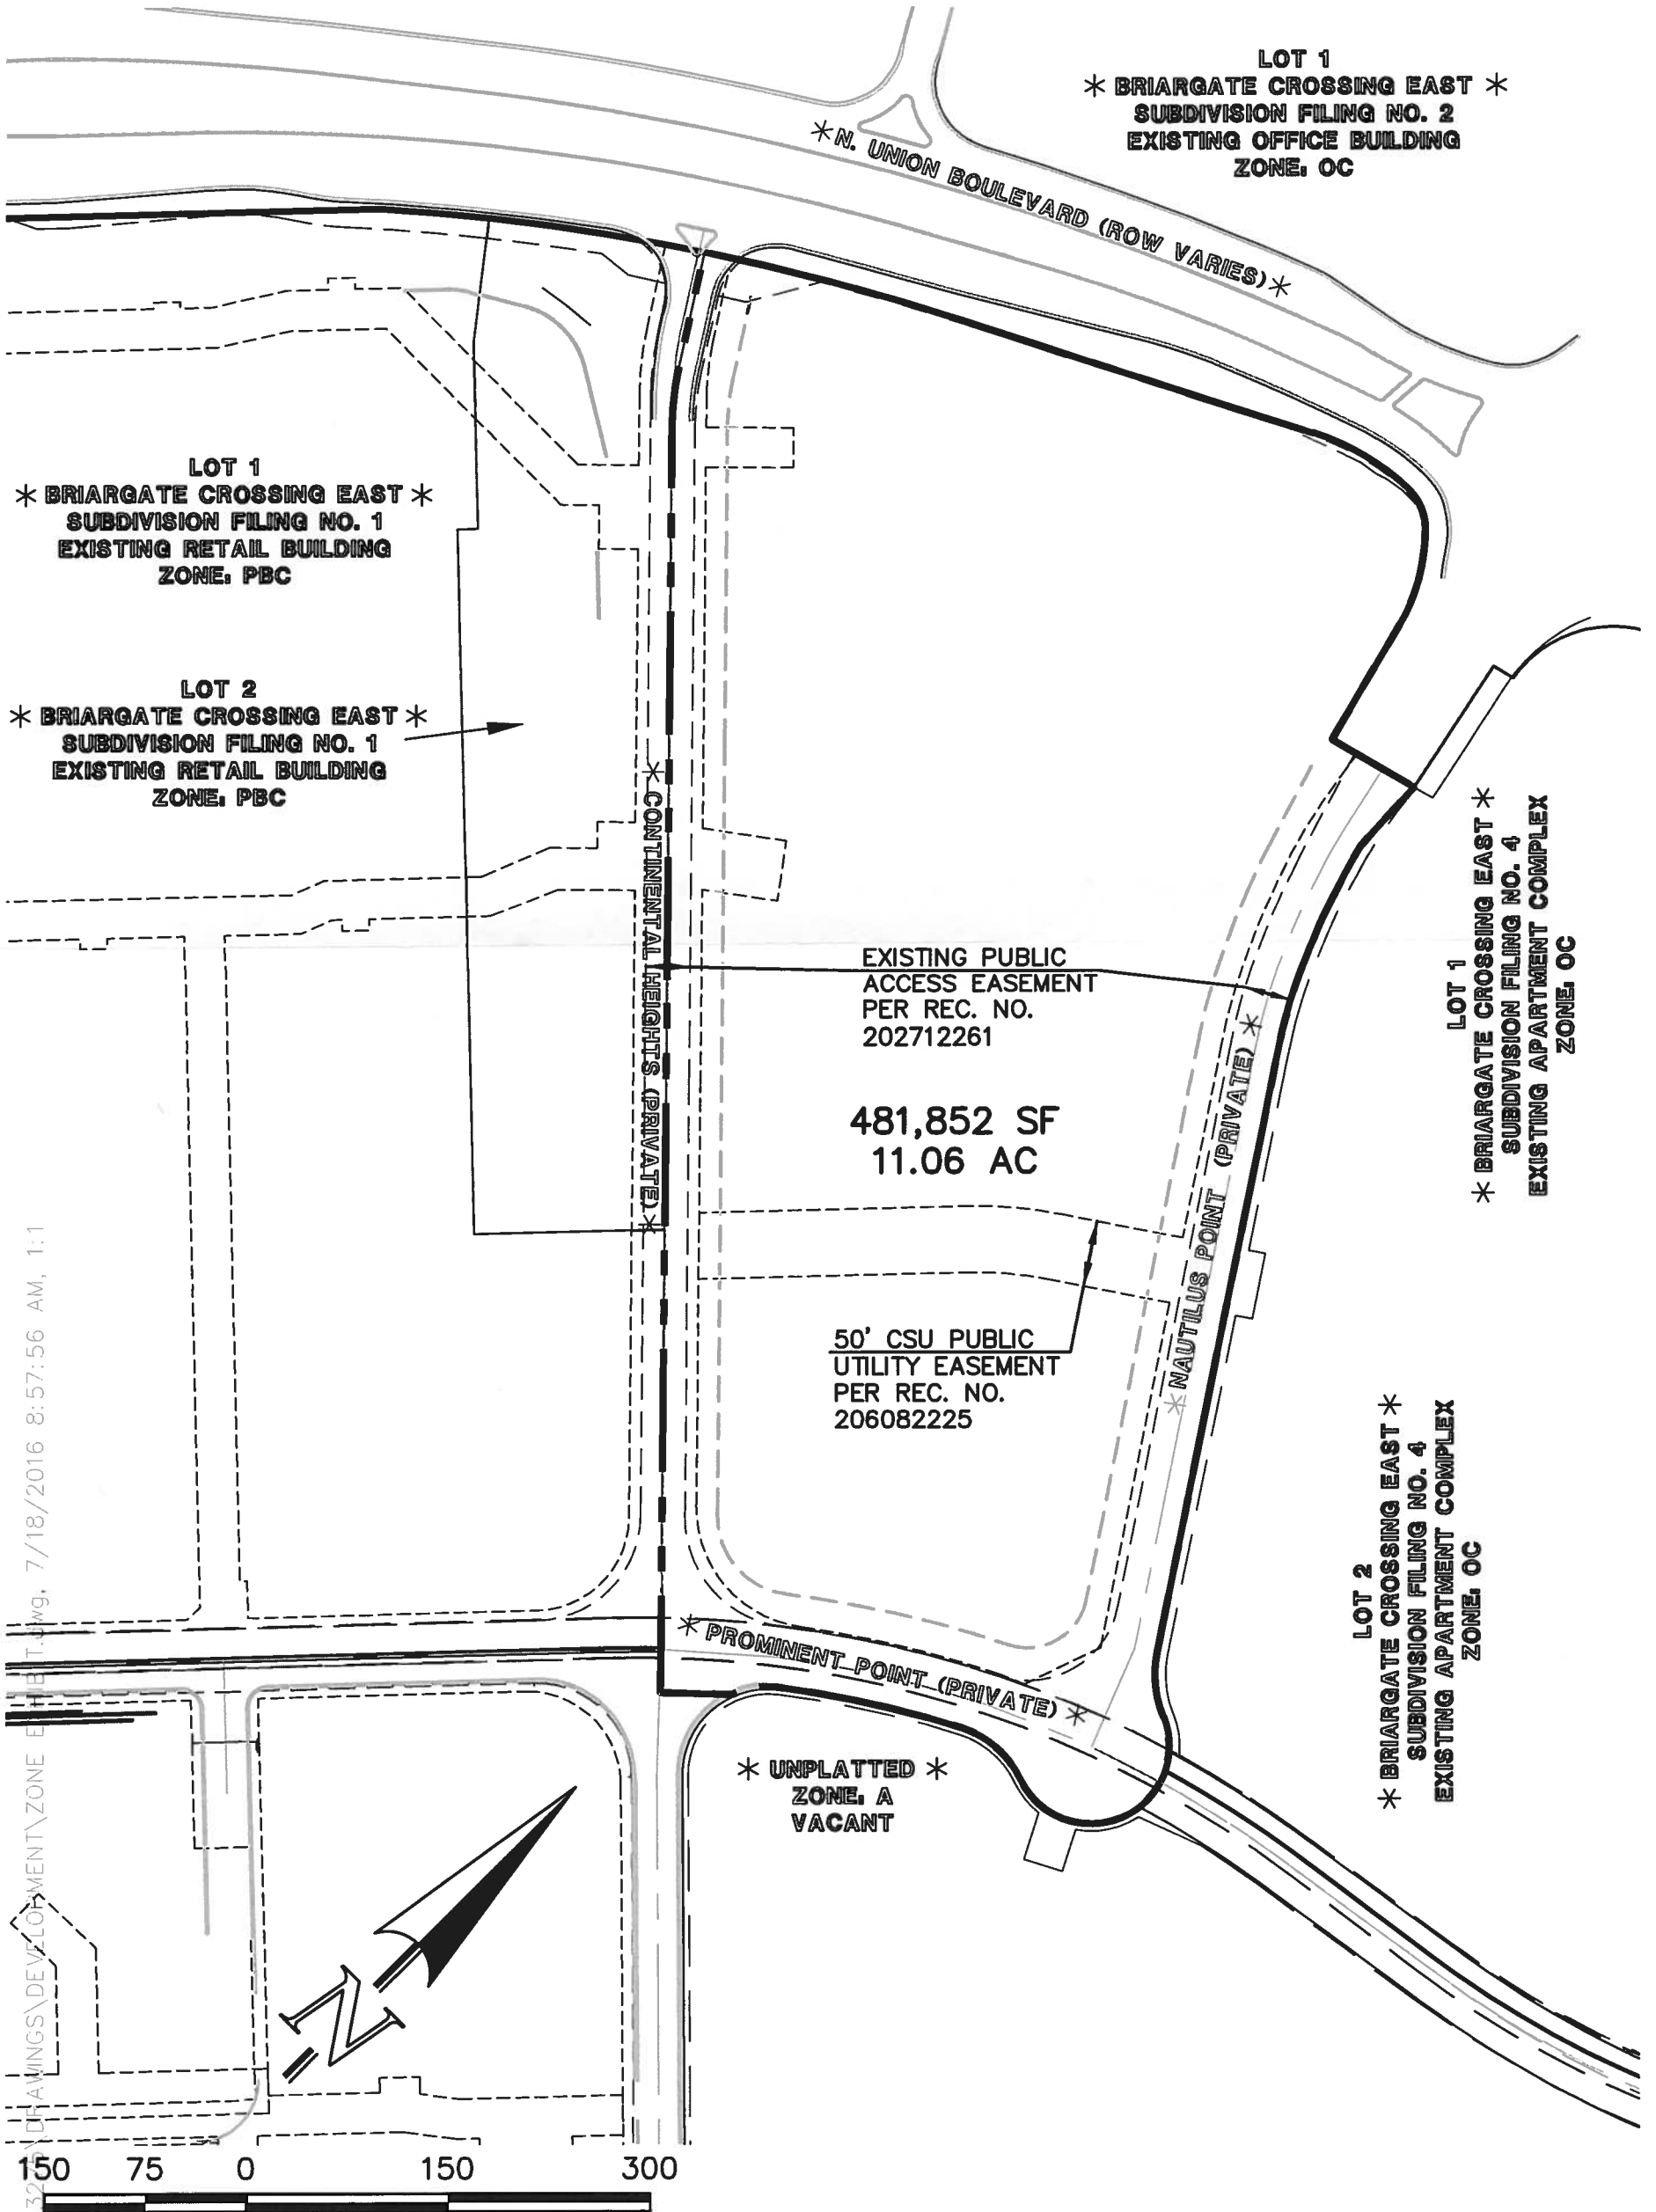 LOT 1
* BRIARGATE CROSSING EAST *
SUBDIVISION FILING NO. 2
EXISTING OFFICE BUILDING
ZONE: OC
*N. UNION BOULEVARD (ROW VARIES)*
LOT 1
* BRIARGATE CROSSING EAST *
SUBDIVISION FILING NO. 1
EXISTING RETAIL BUILDING
ZONE: PBC
LOT 2
* BRIARGATE CROSSING EAST *
SUBDIVISION FILING NO. 1
EXISTING RETAIL BUILDING
ZONE: PBC
* CONTINENTAL HEIGHTS (PRIVATE) *
EXISTING PUBLIC
ACCESS EASEMENT
PER REC. NO.
202712261
481,852 SF
11.06 AC
50' CSU PUBLIC
UTILITY EASEMENT
PER REC. NO.
206082225
* NAUTILUS POINT (PRIVATE) *
LOT 1
* BRIARGATE CROSSING EAST *
SUBDIVISION FILING NO. 4
EXISTING APARTMENT COMPLEX
ZONE: OC
LOT 2
* BRIARGATE CROSSING EAST *
SUBDIVISION FILING NO. 4
EXISTING APARTMENT COMPLEX
ZONE: OC
* PROMINENT POINT (PRIVATE) *
* UNPLATTED *
ZONE: A
VACANT
N
DRAWINGS\DEVELOPMENT\ZONE EXHIBIT.dwg, 7/18/2016 8:57:56 AM, 1:1
150 75 0 150 300